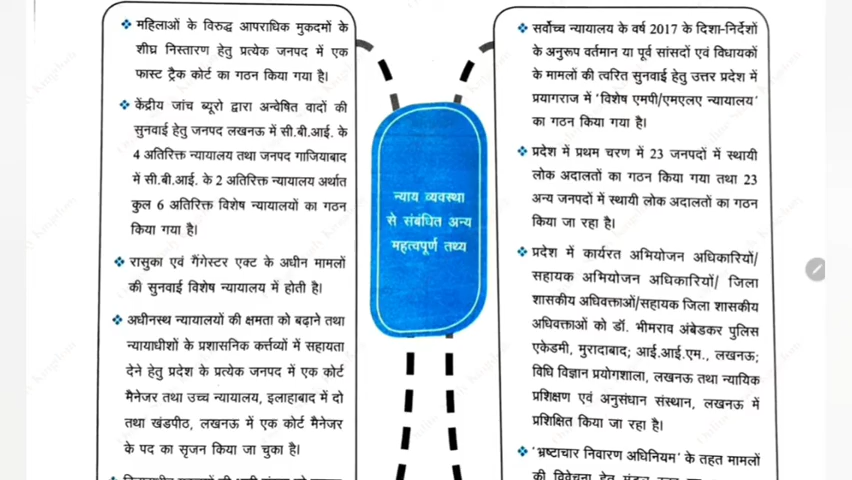 महिलाओं के विरुद्ध आपराधिक मुकदमों के
शीघ्र निस्तारण हेतु प्रत्येक जनपद में एक
फास्ट ट्रैक कोर्ट का गठन किया गया है।
केंद्रीय जांच ब्यूरो द्वारा अन्वेषित वादों की
सुनवाई हेतु जनपद लखनऊ में सी.बी.आई. के
4 अतिरिक्त न्यायालय तथा जनपद गाजियाबाद
में सी.बी.आई. के 2 अतिरिक्त न्यायालय अर्थात
कुल 6 अतिरिक्त विशेष न्यायालयों का गठन
किया गया है।
रासुका एवं गैंगेस्टर एक्ट के अधीन मामलों
की सुनवाई विशेष न्यायालय में होती है।
अधीनस्थ न्यायालयों की क्षमता को बढ़ाने तथा
न्यायाधीशों के प्रशासनिक कर्त्तव्यों में सहायता
देने हेतु प्रदेश के प्रत्येक जनपद में एक कोर्ट
मैनेजर तथा उच्च न्यायालय, इलाहाबाद में दो
तथा खंडपीठ, लखनऊ में एक कोर्ट मैनेजर
के पद का सृजन किया जा चुका है।
न्याय व्यवस्था
से संबंधित अन्य
महत्वपूर्ण तथ्य
सर्वोच्च न्यायालय के वर्ष 2017 के दिशा-निर्देशों
के अनुरूप वर्तमान या पूर्व सांसदों एवं विधायकों
के मामलों की त्वरित सुनवाई हेतु उत्तर प्रदेश में
प्रयागराज में 'विशेष एमपी/एमएलए न्यायालय'
का गठन किया गया है।
प्रदेश में प्रथम चरण में 23 जनपदों में स्थायी
लोक अदालतों का गठन किया गया तथा 23
अन्य जनपदों में स्थायी लोक अदालतों का गठन
किया जा रहा है।
प्रदेश में कार्यरत अभियोजन अधिकारियों/
सहायक अभियोजन अधिकारियों/ जिला
शासकीय अधिवक्ताओं/सहायक जिला शासकीय
अधिवक्ताओं को डॉ. भीमराव अंबेडकर पुलिस
एकेडमी, मुरादाबाद; आई.आई.एम., लखनऊ;
विधि विज्ञान प्रयोगशाला, लखनऊ तथा न्यायिक
प्रशिक्षण एवं अनुसंधान संस्थान, लखनऊ में
प्रशिक्षित किया जा रहा है।
'भ्रष्टाचार निवारण अधिनियम' के तहत मामलों
की विवेचना हेतु